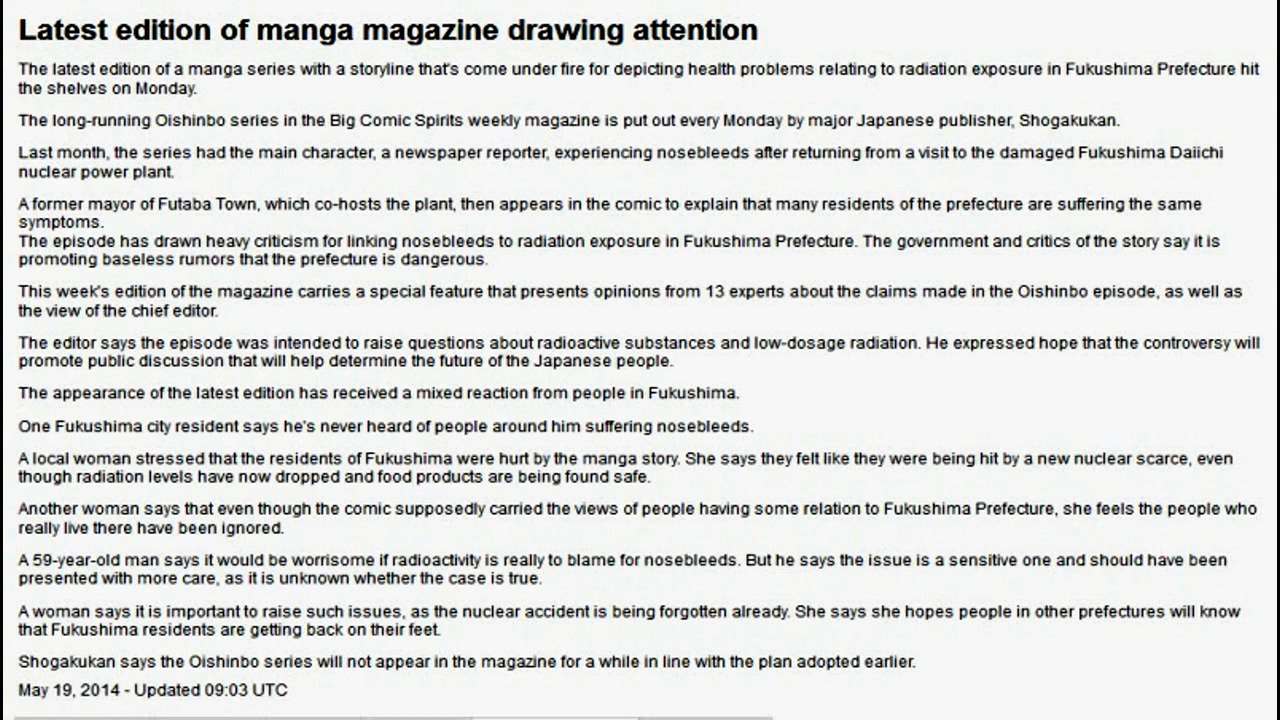 Latest edition of manga magazine drawing attention
The latest edition of a manga series with a storyline that's come under fire for depicting health problems relating to radiation exposure in Fukushima Prefecture hit
the shelves on Monday.
The long-running Oishinbo series in the Big Comic Spirits weekly magazine is put out every Monday by major Japanese publisher, Shogakukan.
Last month, the series had the main character, a newspaper reporter, experiencing nosebleeds after returning from a visit to the damaged Fukushima Daiichi
nuclear power plant.
A former mayor of Futaba Town, which co-hosts the plant, then appears in the comic to explain that many residents of the prefecture are suffering the same
symptoms.
The episode has drawn heavy criticism for linking nosebleeds to radiation exposure in Fukushima Prefecture. The government and critics of the story say it is
promoting baseless rumors that the prefecture is dangerous.
This week's edition of the magazine carries a special feature that presents opinions from 13 experts about the claims made in the Oishinbo episode, as well as
the view of the chief editor.
The editor says the episode was intended to raise questions about radioactive substances and low-dosage radiation. He expressed hope that the controversy will
promote public discussion that will help determine the future of the Japanese people.
The appearance of the latest edition has received a mixed reaction from people in Fukushima.
One Fukushima city resident says he's never heard of people around him suffering nosebleeds.
A local woman stressed that the residents of Fukushima were hurt by the manga story. She says they felt like they were being hit by a new nuclear scarce, even
though radiation levels have now dropped and food products are being found safe.
Another woman says that even though the comic supposedly carried the views of people having some relation to Fukushima Prefecture, she feels the people who
really live there have been ignored.
A 59-year-old man says it would be worrisome if radioactivity is really to blame for nosebleeds. But he says the issue is a sensitive one and should have been
presented with more care, as it is unknown whether the case is true.
A woman says it is important to raise such issues, as the nuclear accident is being forgotten already. She says she hopes people in other prefectures will know
that Fukushima residents are getting back on their feet.
Shogakukan says the Oishinbo series will not appear in the magazine for a while in line with the plan adopted earlier.
May 19, 2014 - Updated 09:03 UTC